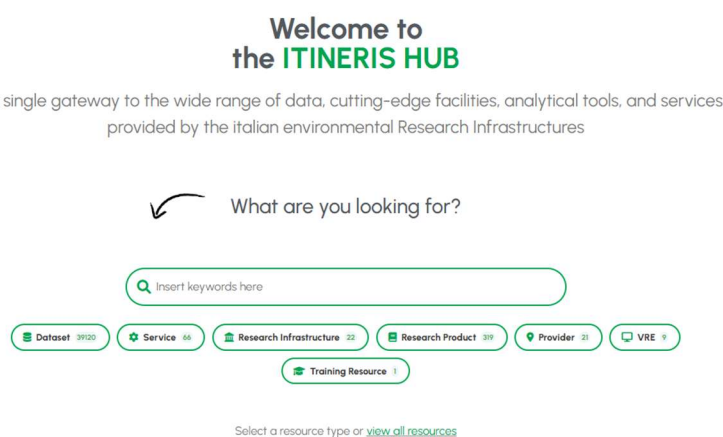 Welcome to
the ITINERIS HUB
single gateway to the wide range of data, cutting-edge facilities, analytical tools, and services
provided by the italian environmental Research Infrastructures
What are you looking for?
Insert keywords here
Dataset 39120 Service 66 Research Infrastructure 22 Research Product 319 Provider 21 VRE 9
Training Resource 1
Select a resource type or view all resources